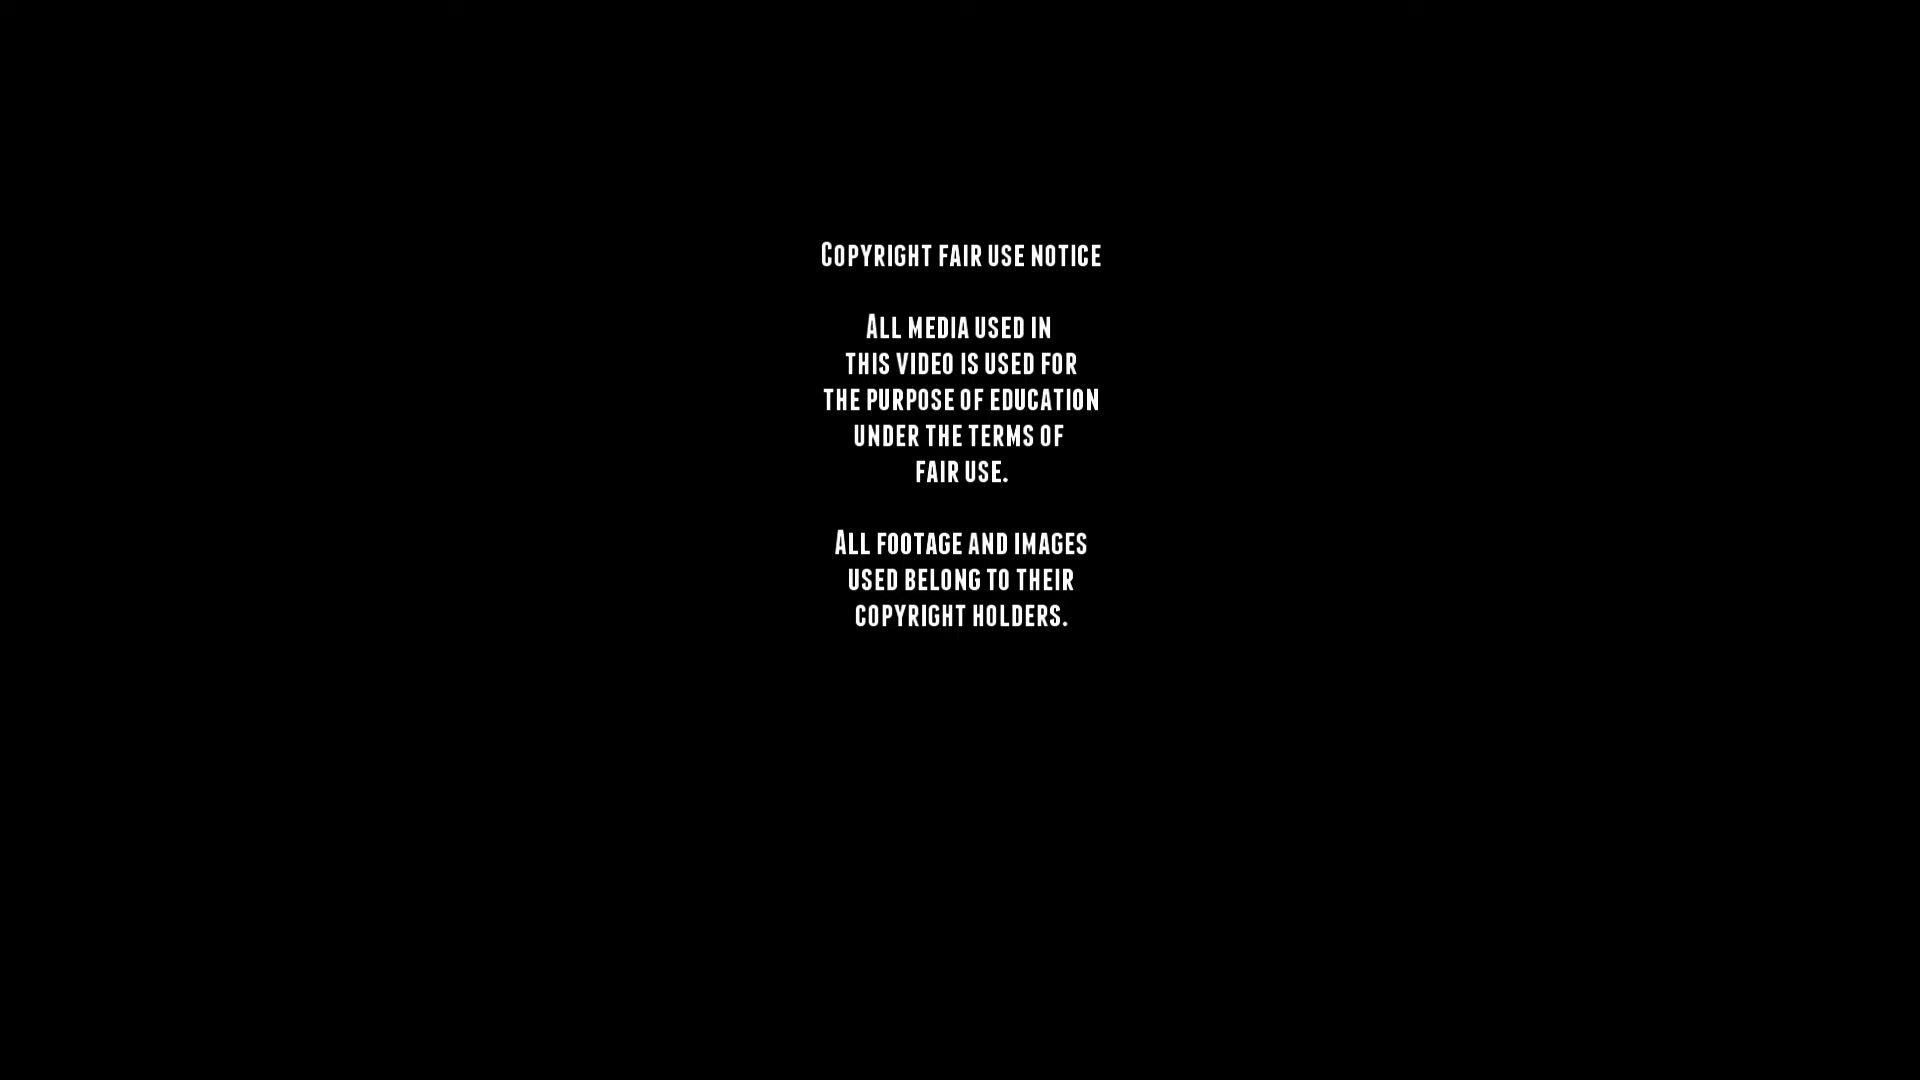 Copyright fair use notice
All media used in
this video is used for
the purpose of education
under the terms of
fair use.
All footage and images
used belong to their
copyright holders.